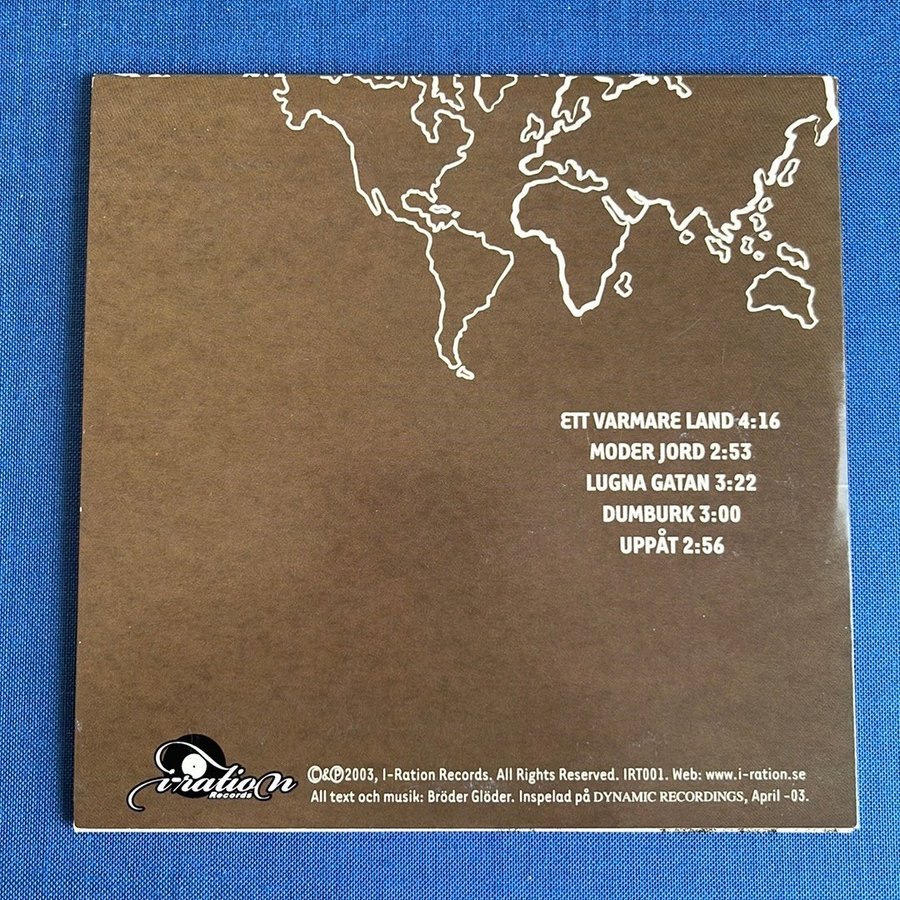 ETT VARMARE LAND 4:16
MODER JORD 2:53
LUGNA GATAN 3:22
DUMBURK 3:00
UPPÅT 2:56
i-ration
Records
©&℗2003, I-Ration Records. All Rights Reserved. IRT001. Web: www.i-ration.se
All text och musik: Bröder Glöder. Inspelad på DYNAMIC RECORDINGS, April -03.